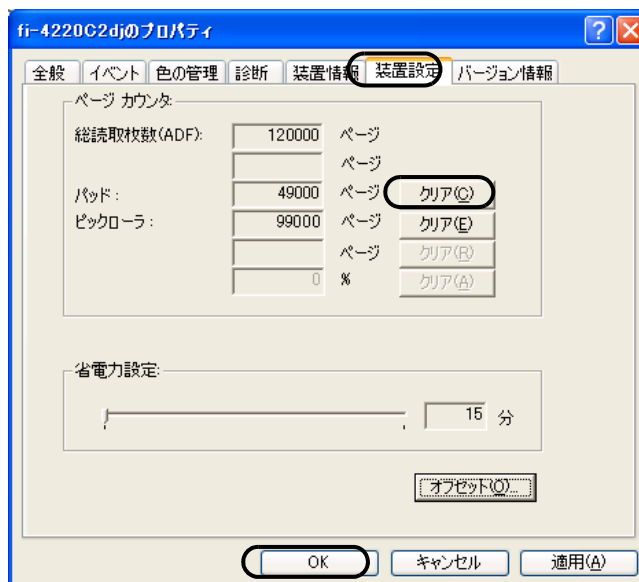 fi-4220C2djのプロパティ
全般 イベント 色の管理 診断 装置情報 装置設定 バージョン情報
ページ カウンタ:
総読取枚数(ADF): 120000 ページ
ページ
パッド: 49000 ページ クリア(C)
ピックローラ: 99000 ページ クリア(E)
ページ クリア(R)
0 % クリア(A)
省電力設定:
15 分
オフセット(O)...
OK キャンセル 適用(A)